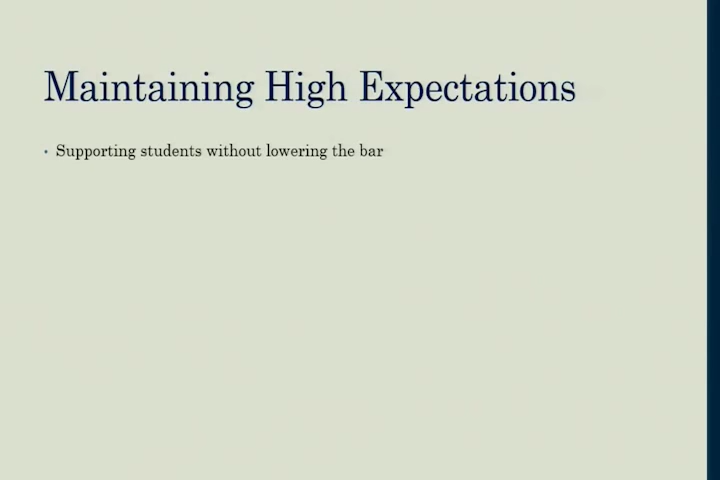 Maintaining High Expectations
• Supporting students without lowering the bar